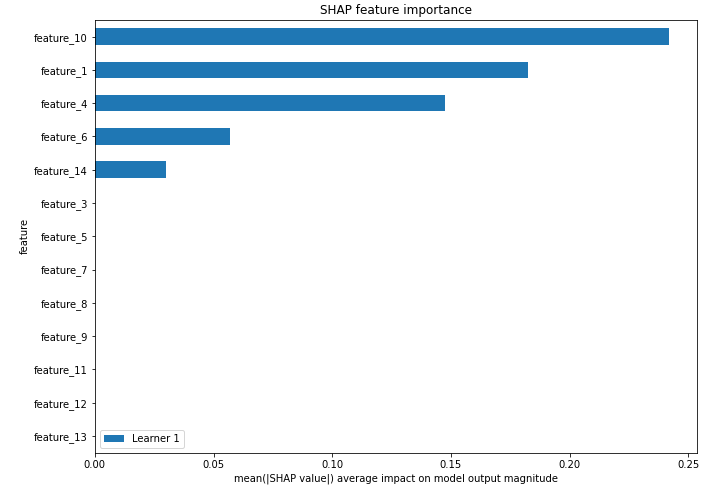 SHAP feature importance
feature_10
feature_1
feature_4
feature_6
feature_14
feature_3
feature_5
feature_7
feature_8
feature_9
feature_11
feature_12
feature_13
feature
Learner 1
0.00 0.05 0.10 0.15 0.20 0.25
mean(|SHAP value|) average impact on model output magnitude